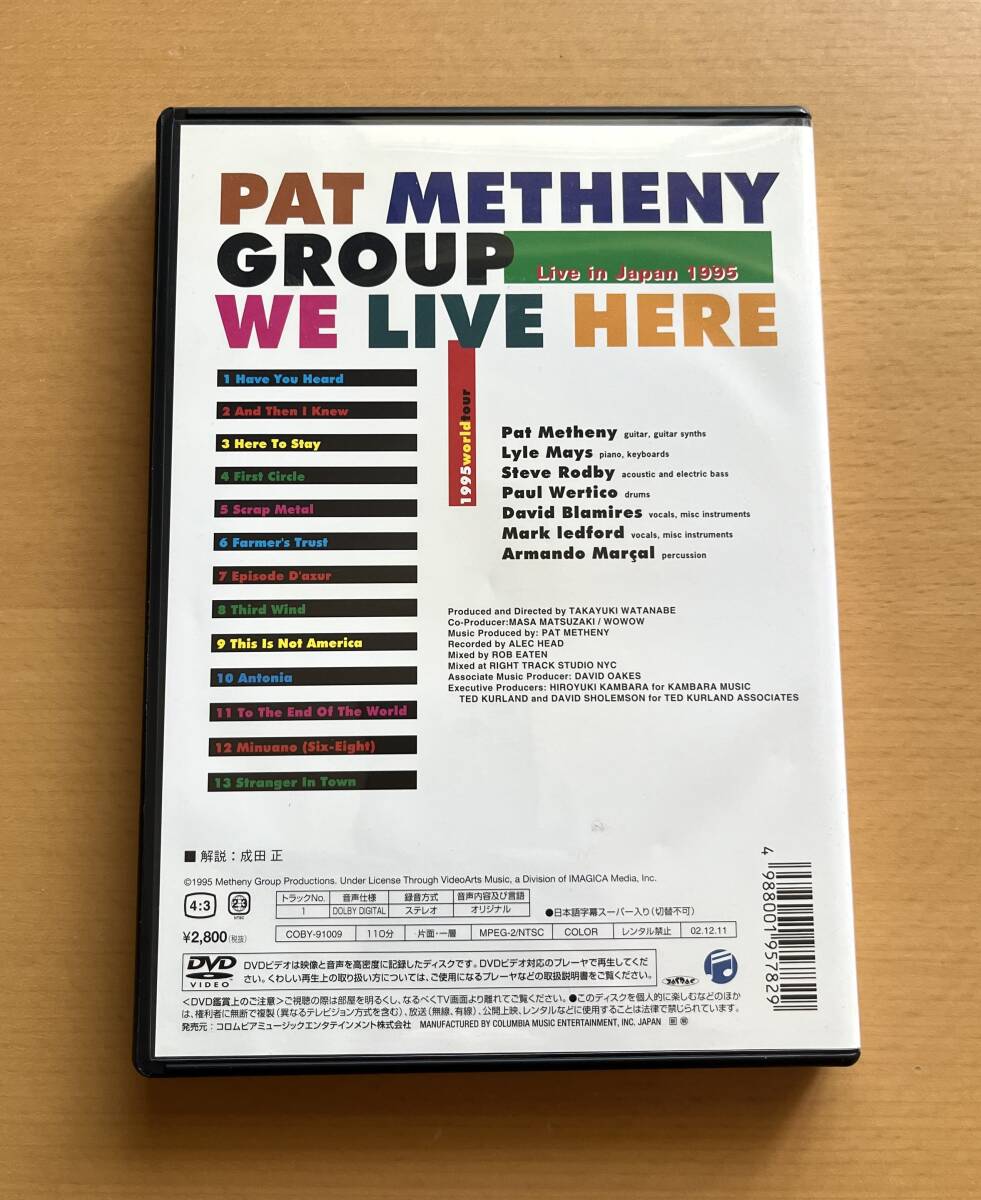 PAT METHENY
GROUP
Live in Japan 1995
WE LIVE HERE
1 Have You Heard
2 And Then I Knew
3 Here To Stay
4 First Circle
5 Scrap Metal
6 Farmer's Trust
7 Episode D'azur
8 Third Wind
9 This Is Not America
10 Antonia
11 To The End Of The World
12 Minuano (Six-Eight)
13 Stranger In Town
1995worldtour
Pat Metheny guitar, guitar synths
Lyle Mays piano, keyboards
Steve Rodby acoustic and electric bass
Paul Wertico drums
David Blamires vocals, misc instruments
Mark ledford vocals, misc instruments
Armando Marçal percussion
Produced and Directed by TAKAYUKI WATANABE
Co-Producer:MASA MATSUZAKI / WOWOW
Music Produced by: PAT METHENY
Recorded by ALEC HEAD
Mixed by ROB EATEN
Mixed at RIGHT TRACK STUDIO NYC
Associate Music Producer: DAVID OAKES
Executive Producers: HIROYUKI KAMBARA for KAMBARA MUSIC
TED KURLAND and DAVID SHOLEMSON for TED KURLAND ASSOCIATES
■ 解説：成田 正
©1995 Metheny Group Productions. Under License Through VideoArts Music, a Division of IMAGICA Media, Inc.
4:3
2 3
NTSC
トラックNo. 音声仕様 録音方式 音声内容及び言語
1 DOLBY DIGITAL ステレオ オリジナル
●日本語字幕スーパー入り(切替不可)
¥2,800(税抜)
COBY-91009 110分 片面・一層 MPEG-2/NTSC COLOR レンタル禁止 02.12.11
DVD
VIDEO
DVDビデオは映像と音声を高密度に記録したディスクです。DVDビデオ対応のプレーヤで再生してくだ
さい。くわしい再生上の取り扱い方については、ご使用になるプレーヤなどの取扱説明書をご覧ください。
<DVD鑑賞上のご注意>ご視聴の際は部屋を明るくし、なるべくTV画面より離れてご覧ください。●このディスクを個人的に楽しむなどのほか
は、権利者に無断で複製(異なるテレビジョン方式を含む)、放送(無線、有線)、公開上映、レンタルなどに使用することは法律で禁じられています。
発売元：コロムビアミュージックエンタテインメント株式会社 MANUFACTURED BY COLUMBIA MUSIC ENTERTAINMENT, INC. JAPAN
4 988001 957829